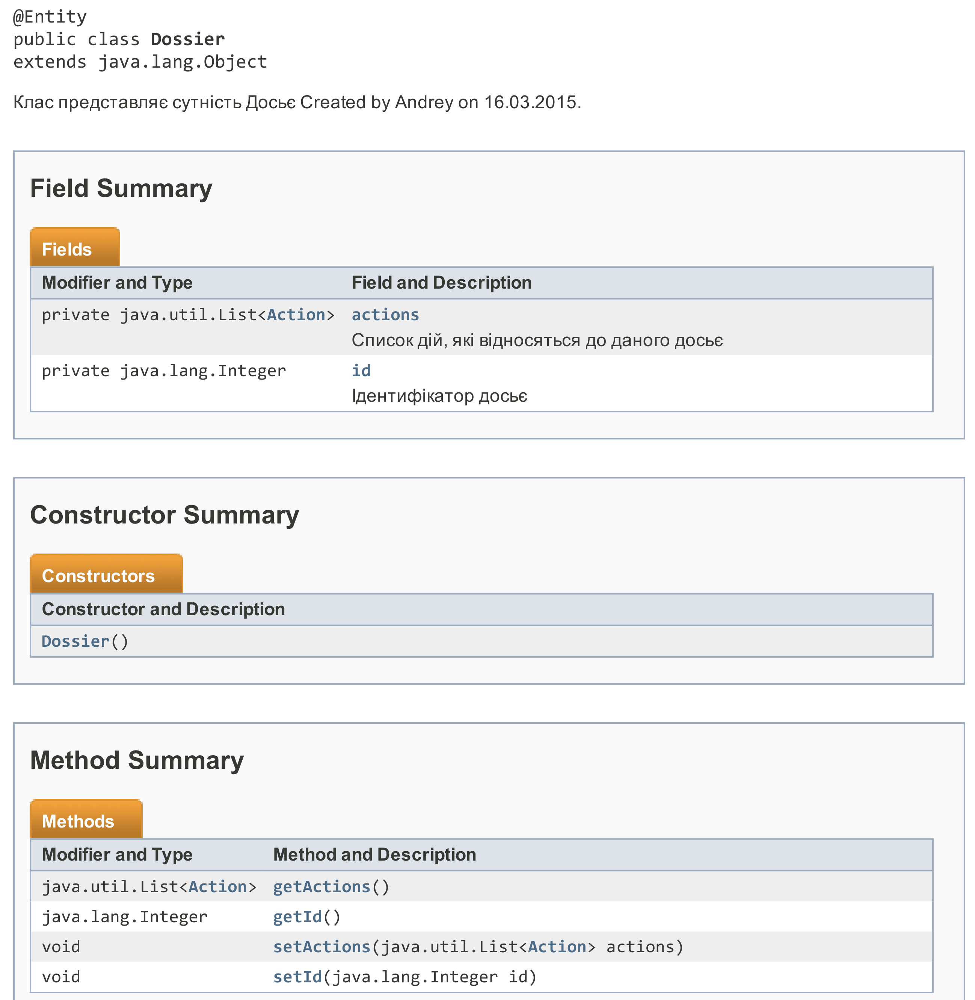 @Entity
public class Dossier
extends java.lang.Object
Клас представляє сутність Досьє Created by Andrey on 16.03.2015.
Field Summary
Fields
Modifier and Type Field and Description
private java.util.List<Action> actions
Список дій, які відносяться до даного досьє
private java.lang.Integer id
Ідентифікатор досьє
Constructor Summary
Constructors
Constructor and Description
Dossier()
Method Summary
Methods
Modifier and Type Method and Description
java.util.List<Action> getActions()
java.lang.Integer getId()
void setActions(java.util.List<Action> actions)
void setId(java.lang.Integer id)